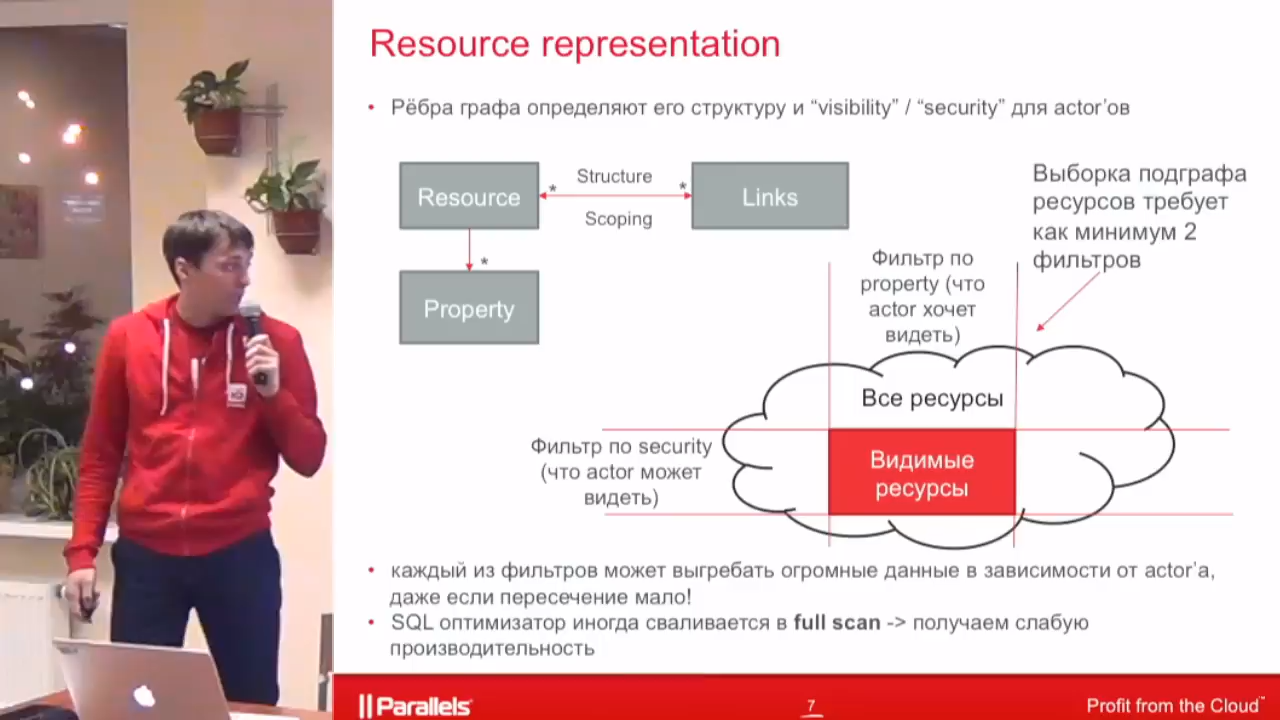 Resource representation
• Рёбра графа определяют его структуру и “visibility” / “security” для actor’ов
Resource
*
Structure
*
Scoping
Links
*
Property
Выборка подграфа
ресурсов требует
как минимум 2
фильтров
Фильтр по
property (что
actor хочет
видеть)
Все ресурсы
Фильтр по security
(что actor может
видеть)
Видимые
ресурсы
• каждый из фильтров может выгребать огромные данные в зависимости от actor’а,
даже если пересечение мало!
• SQL оптимизатор иногда сваливается в full scan -> получаем слабую
производительность
Parallels
7
Profit from the Cloud™